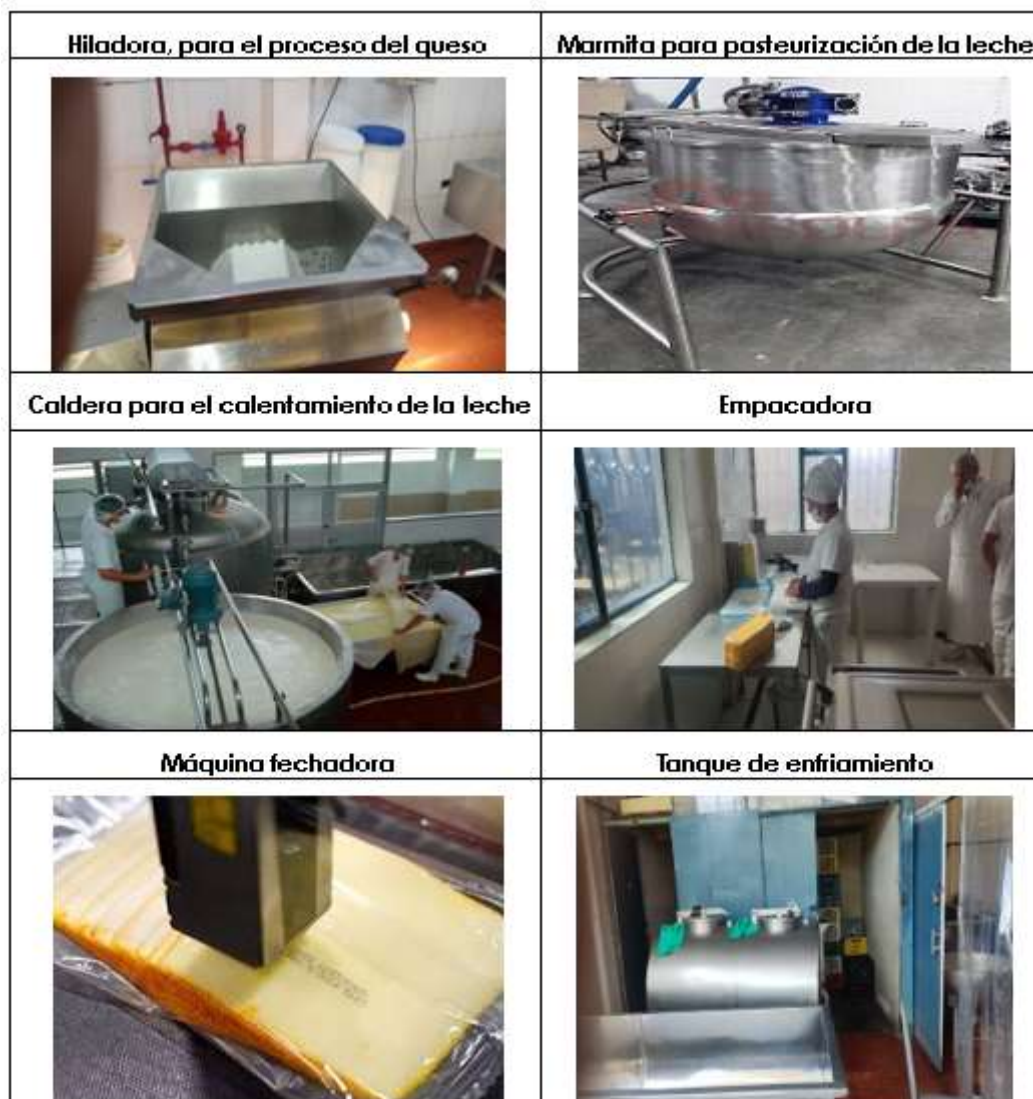 Hiladora, para el proceso del queso
Marmita para pasteurización de la leche
Caldera para el calentamiento de la leche
Empacadora
Máquina fechadora
Tanque de enfriamiento